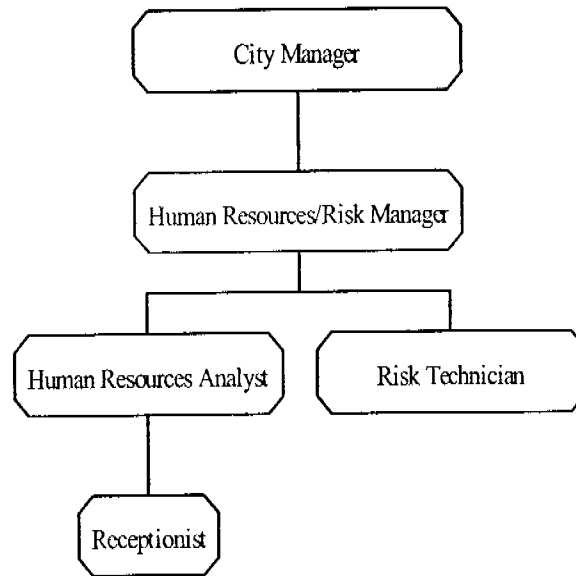 City Manager
Human Resources/Risk Manager
Human Resources Analyst
Risk Technician
Receptionist